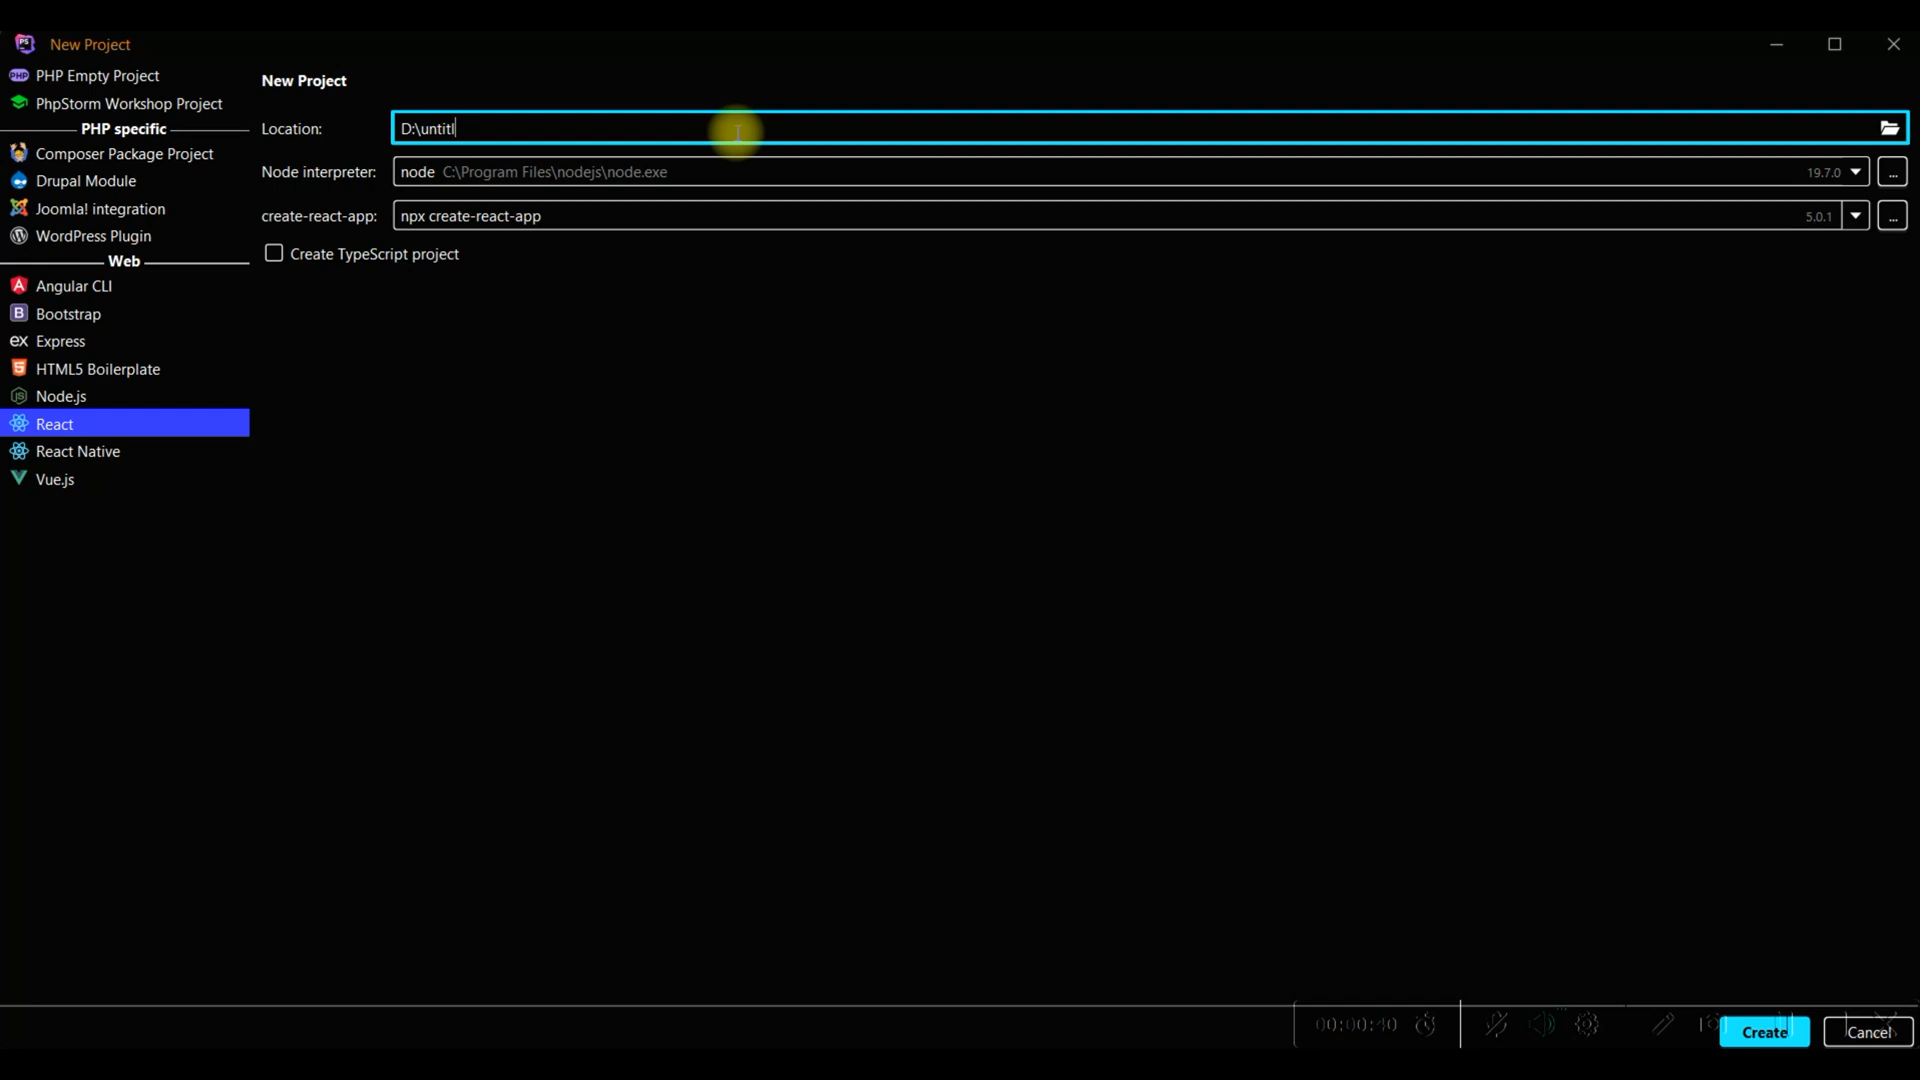 New Project
PHP Empty Project
PhpStorm Workshop Project
PHP specific
Composer Package Project
Drupal Module
Joomla! integration
WordPress Plugin
Web
Angular CLI
Bootstrap
Express
HTML5 Boilerplate
Node.js
React
React Native
Vue.js
New Project
Location: D:\untitl
Node interpreter: node C:\Program Files\nodejs\node.exe 19.7.0 ...
create-react-app: npx create-react-app 5.0.1 ...
Create TypeScript project
00:00:40
Create Cancel